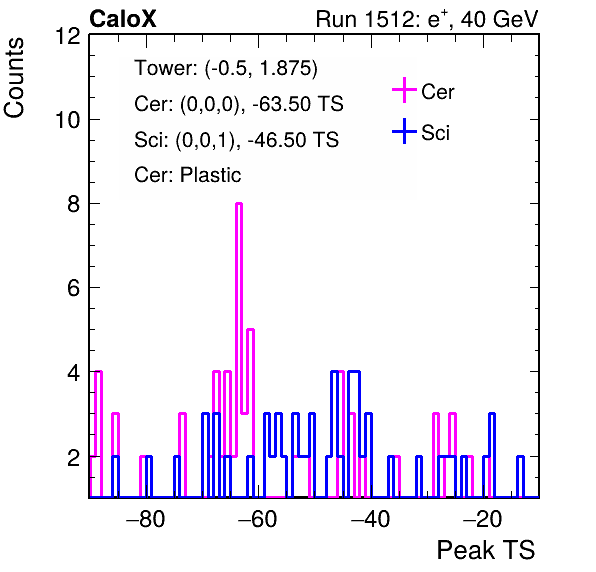 CaloX Run 1512: e⁺, 40 GeV
Counts
12
10
8
6
4
2
Tower: (-0.5, 1.875)
Cer: (0,0,0), -63.50 TS
Sci: (0,0,1), -46.50 TS
Cer: Plastic
Cer
Sci
−80 −60 −40 −20
Peak TS